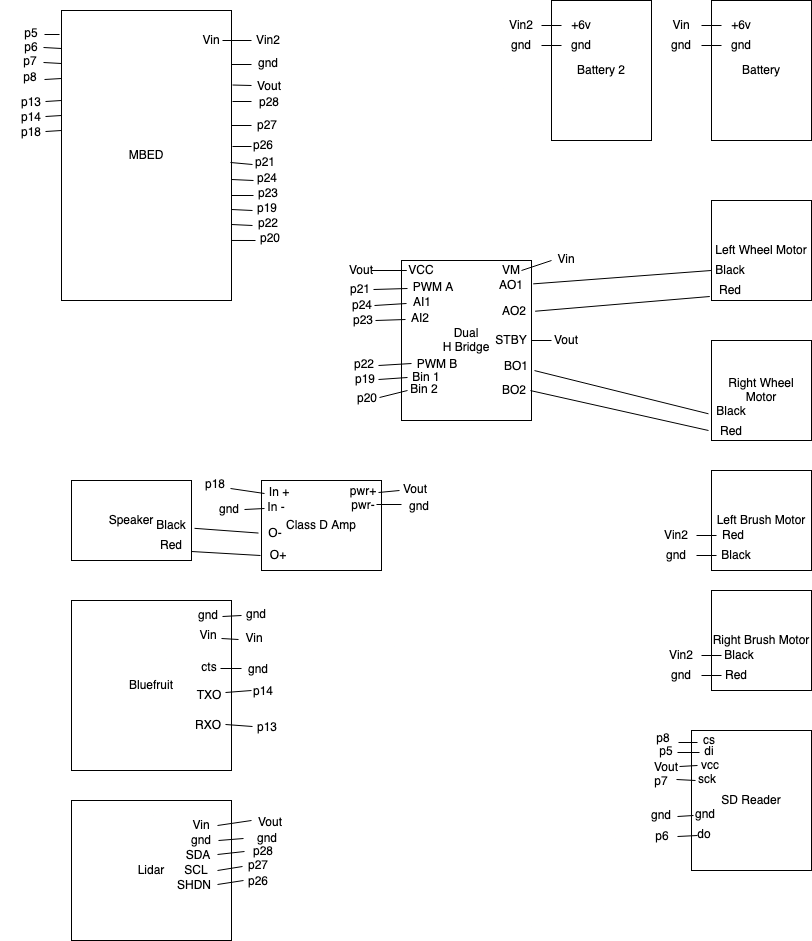 p5
p6
p7
p8
p13
p14
p18
MBED
Vin
Vin2
gnd
Vout
p28
p27
p26
p21
p24
p23
p19
p22
p20
Vin2
+6v
gnd
gnd
Battery 2
Vin
+6v
gnd
gnd
Battery
Left Wheel Motor
Black
Red
Vout
VCC
p21
PWM A
p24
AI1
p23
AI2
Dual
H Bridge
p22
PWM B
p19
Bin 1
p20
Bin 2
VM
Vin
AO1
AO2
STBY
Vout
BO1
BO2
Right Wheel
Motor
Black
Red
Speaker
Black
Red
p18
In +
gnd
In -
Class D Amp
O-
O+
pwr+
Vout
pwr-
gnd
Left Brush Motor
Vin2
Red
gnd
Black
Right Brush Motor
Vin2
Black
gnd
Red
Bluefruit
gnd
gnd
Vin
Vin
cts
gnd
TXO
p14
RXO
p13
Lidar
Vin
Vout
gnd
gnd
SDA
p28
SCL
p27
SHDN
p26
p8
cs
p5
di
Vout
vcc
p7
sck
SD Reader
gnd
gnd
p6
do